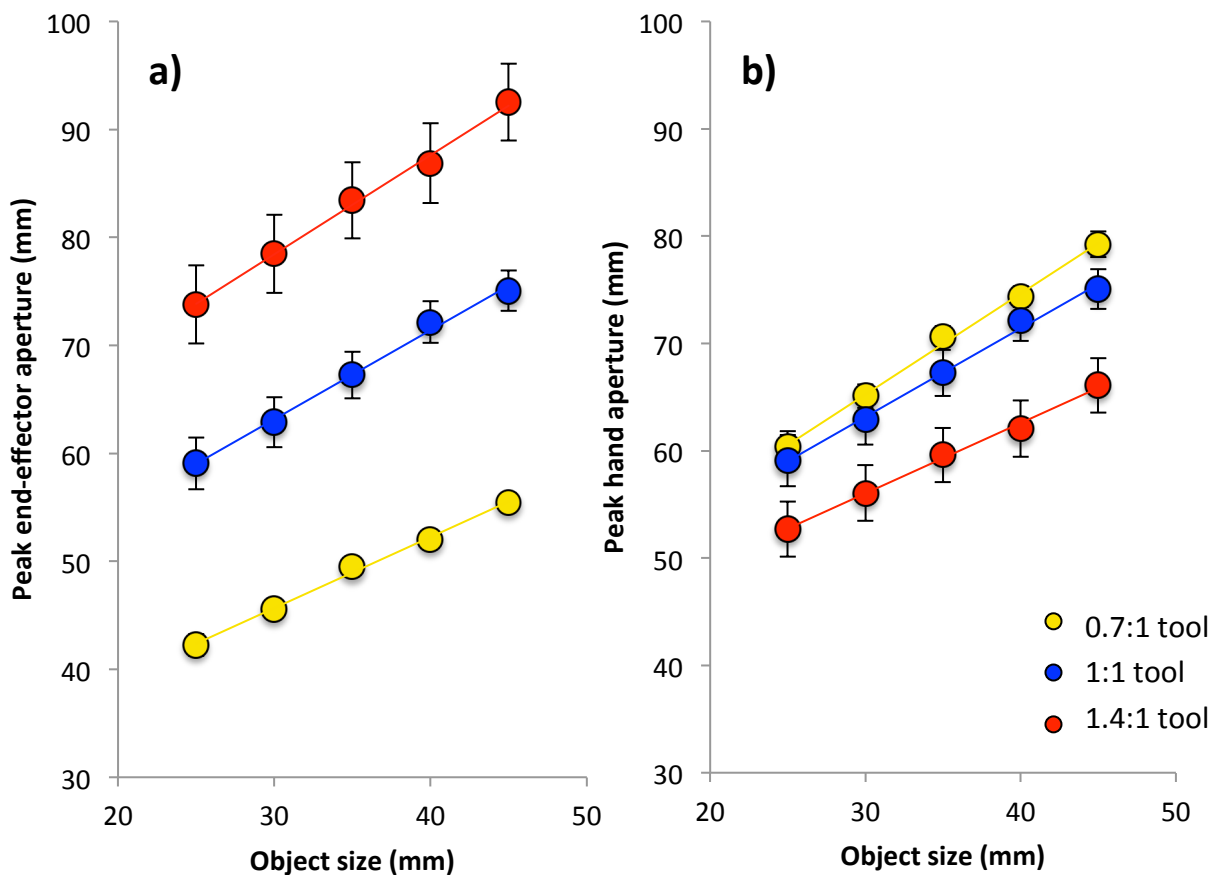 a)
Peak end-effector aperture (mm)
100
90
80
70
60
50
40
30
20
30
40
50
Object size (mm)
b)
Peak hand aperture (mm)
100
90
80
70
60
50
40
30
20
30
40
50
Object size (mm)
0.7:1 tool
1:1 tool
1.4:1 tool